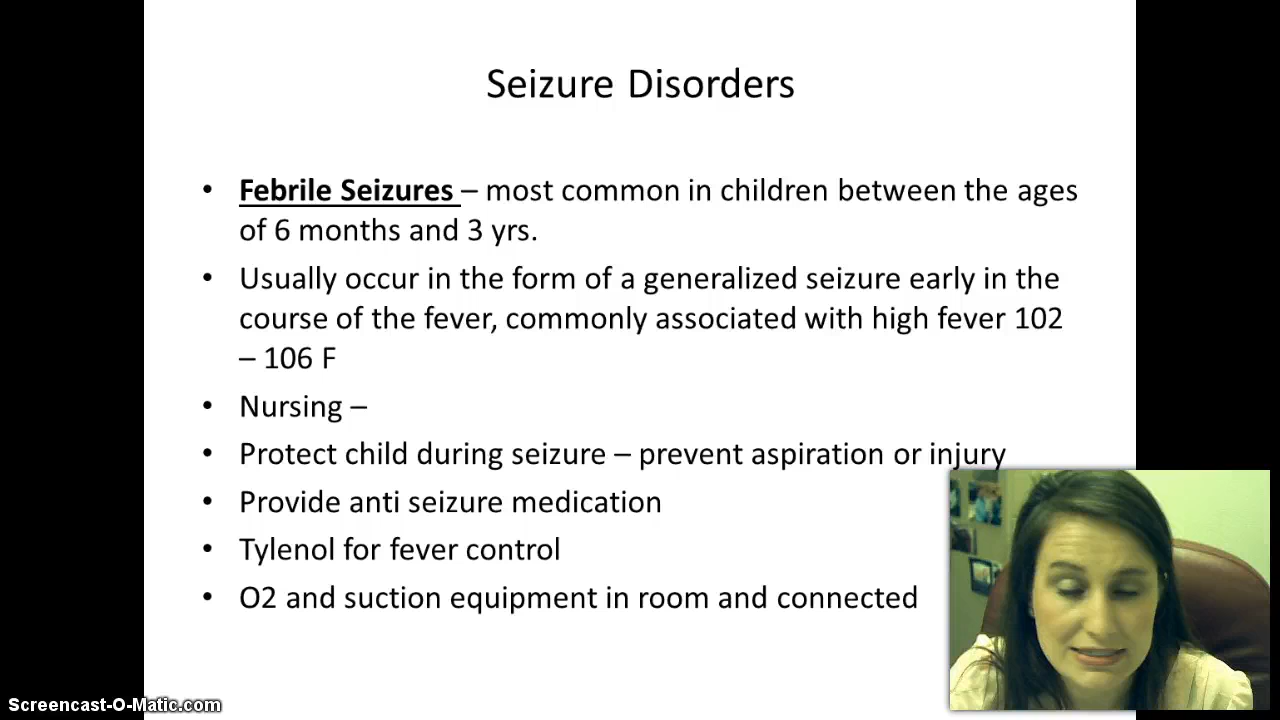 Seizure Disorders
• Febrile Seizures – most common in children between the ages
of 6 months and 3 yrs.
• Usually occur in the form of a generalized seizure early in the
course of the fever, commonly associated with high fever 102
– 106 F
• Nursing –
• Protect child during seizure – prevent aspiration or injury
• Provide anti seizure medication
• Tylenol for fever control
• O2 and suction equipment in room and connected
Screencast-O-Matic.com